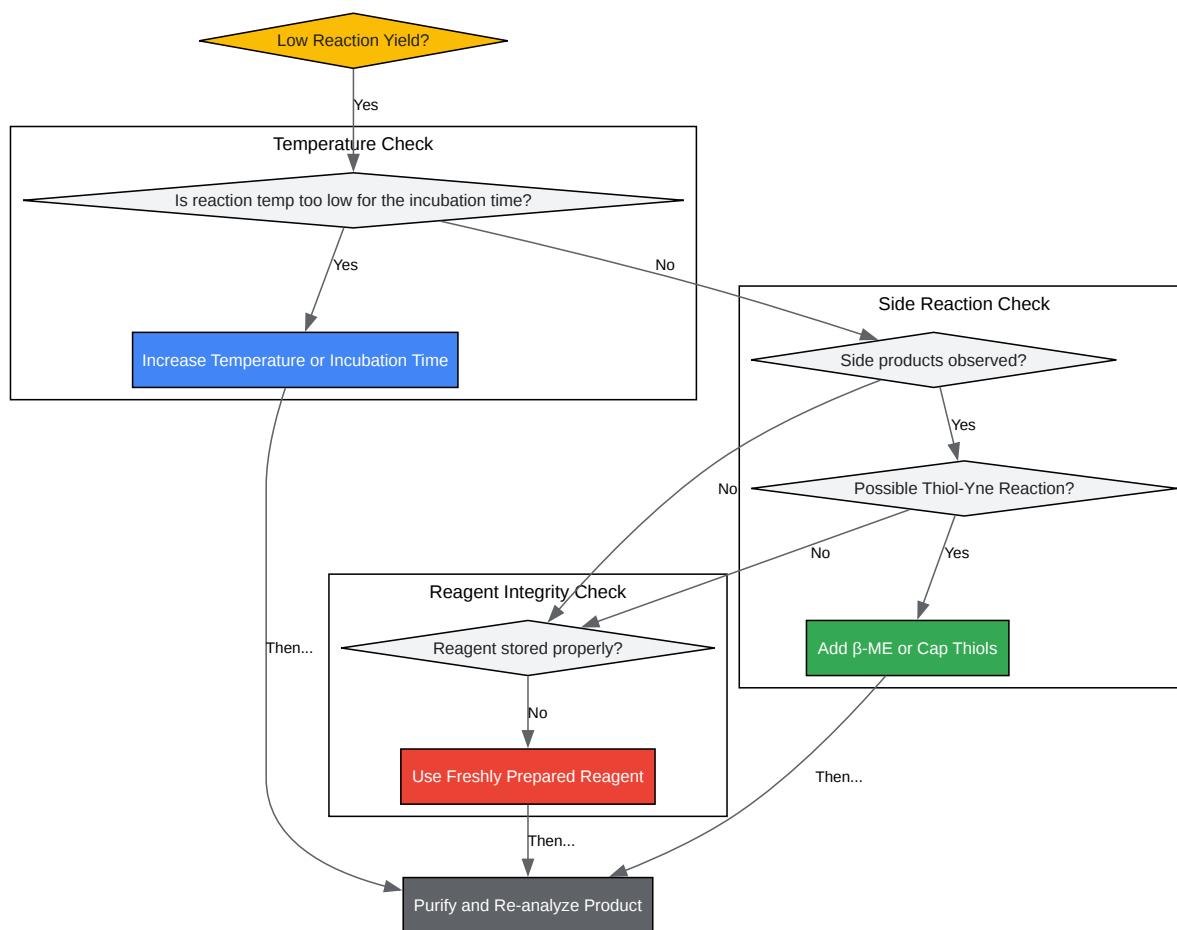 Low Reaction Yield?
Yes
Temperature Check
Is reaction temp too low for the incubation time?
Yes
No
Increase Temperature or Incubation Time
Side Reaction Check
Side products observed?
Yes
No
Possible Thiol-Yne Reaction?
No
Yes
Reagent Integrity Check
Reagent stored properly?
Add β-ME or Cap Thiols
Then...
No
Use Freshly Prepared Reagent
Then...
Then...
Purify and Re-analyze Product